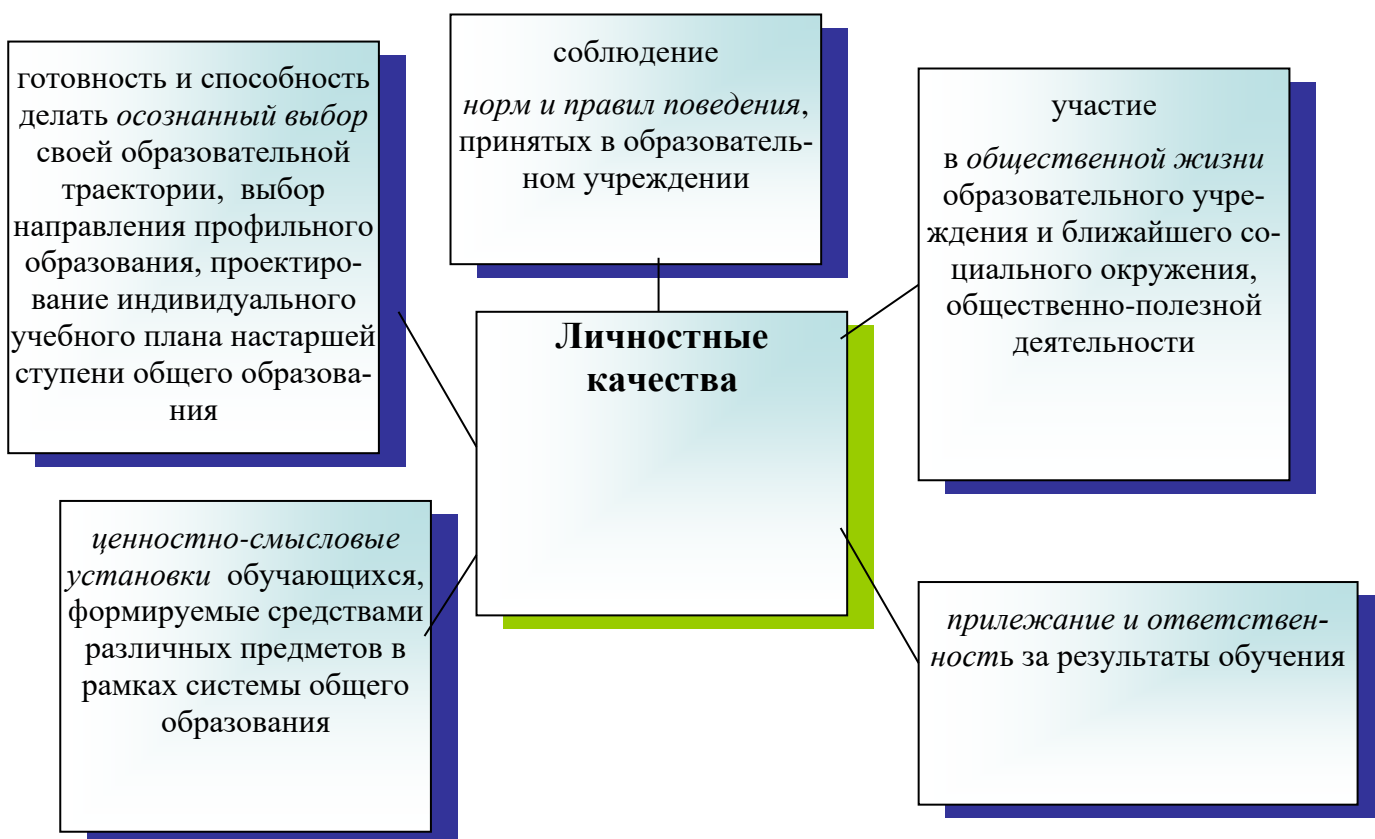 готовность и способность
делать осознанный выбор
своей образовательной
траектории, выбор
направления профильного
образования, проектиро-
вание индивидуального
учебного плана настаршей
ступени общего образова-
ния
соблюдение
норм и правил поведения,
принятых в образователь-
ном учреждении
участие
в общественной жизни
образовательного учре-
ждения и ближайшего со-
циального окружения,
общественно-полезной
деятельности
Личностные
качества
ценностно-смысловые
установки обучающихся,
формируемые средствами
различных предметов в
рамках системы общего
образования
прилежание и ответствен-
ность за результаты обучения